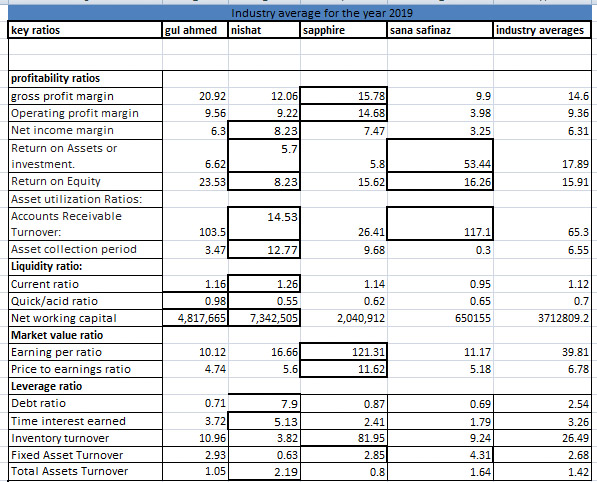 Industry average for the year 2019
key ratios gul ahmed nishat sapphire sana safinaz industry averages
profitability ratios
gross profit margin 20.92 12.06 15.78 9.9 14.6
Operating profit margin 9.56 9.22 14.68 3.98 9.36
Net income margin 6.3 8.23 7.47 3.25 6.31
Return on Assets or 5.7
investment. 6.62 5.8 53.44 17.89
Return on Equity 23.53 8.23 15.62 16.26 15.91
Asset utilization Ratios:
Accounts Receivable 14.53
Turnover: 103.5 26.41 117.1 65.3
Asset collection period 3.47 12.77 9.68 0.3 6.55
Liquidity ratio:
Current ratio 1.16 1.26 1.14 0.95 1.12
Quick/acid ratio 0.98 0.55 0.62 0.65 0.7
Net working capital 4,817,665 7,342,505 2,040,912 650155 3712809.2
Market value ratio
Earning per ratio 10.12 16.66 121.31 11.17 39.81
Price to earnings ratio 4.74 5.6 11.62 5.18 6.78
Leverage ratio
Debt ratio 0.71 7.9 0.87 0.69 2.54
Time interest earned 3.72 5.13 2.41 1.79 3.26
Inventory turnover 10.96 3.82 81.95 9.24 26.49
Fixed Asset Turnover 2.93 0.63 2.85 4.31 2.68
Total Assets Turnover 1.05 2.19 0.8 1.64 1.42